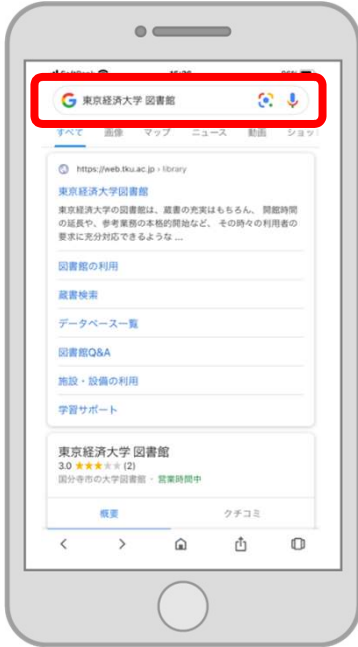 東京経済大学 図書館
すべて 画像 マップ ニュース 動画
https://web.tku.ac.jp › library
東京経済大学図書館
東京経済大学の図書館は、蔵書の充実はもちろん、 開館時間
の延長や、参考業務の本格的開始など、 その時々の利用者の
要求に充分対応できるような ...
図書館の利用
蔵書検索
データベース一覧
図書館Q&A
施設・設備の利用
学習サポート
東京経済大学 図書館
3.0 ★★★★★ (2)
国分寺市の大学図書館・営業時間中
概要 クチコミ